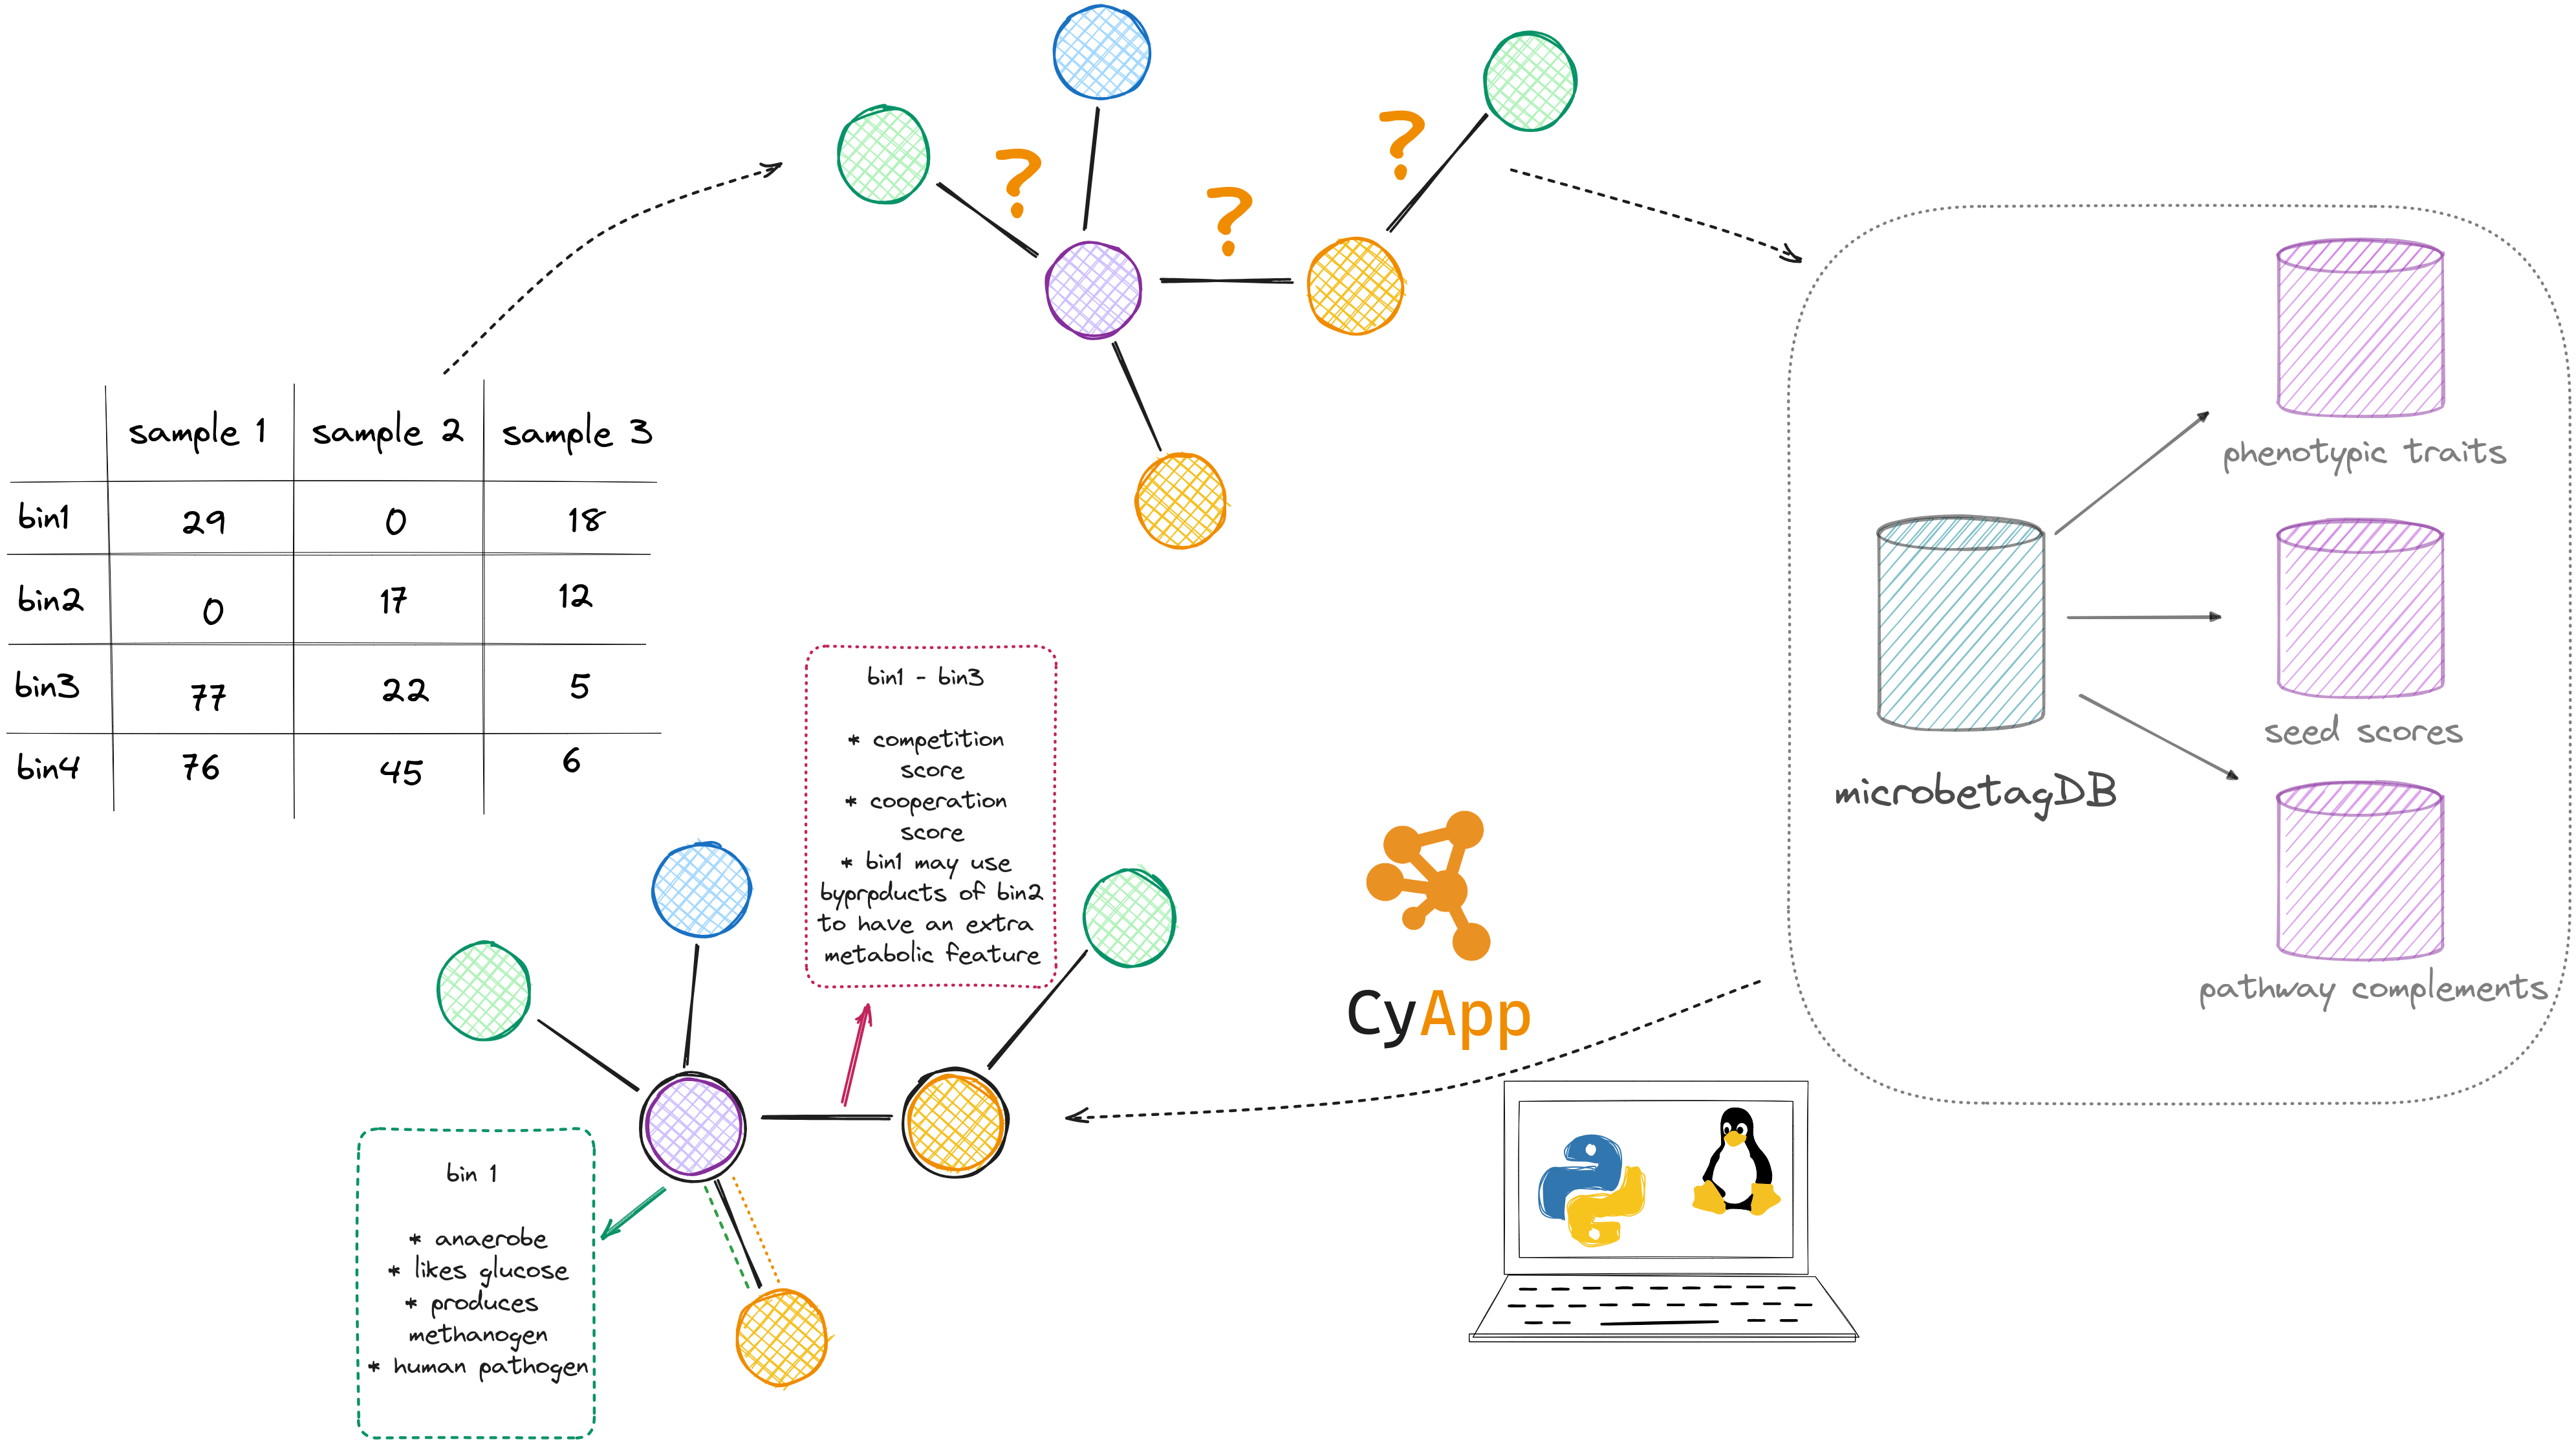 ?
?
?
sample 1 sample 2 sample 3
bin1 29 0 18
bin2 0 17 12
bin3 77 22 5
bin4 76 45 6
phenotypic traits
seed scores
microbetagDB
pathway complements
bin1 - bin3
* competition
score
* cooperation
score
* bin1 may use
byprpducts of bin2
to have an extra
metabolic feature
CyApp
bin 1
* anaerobe
* likes glucose
* produces
methanogen
* human pathogen